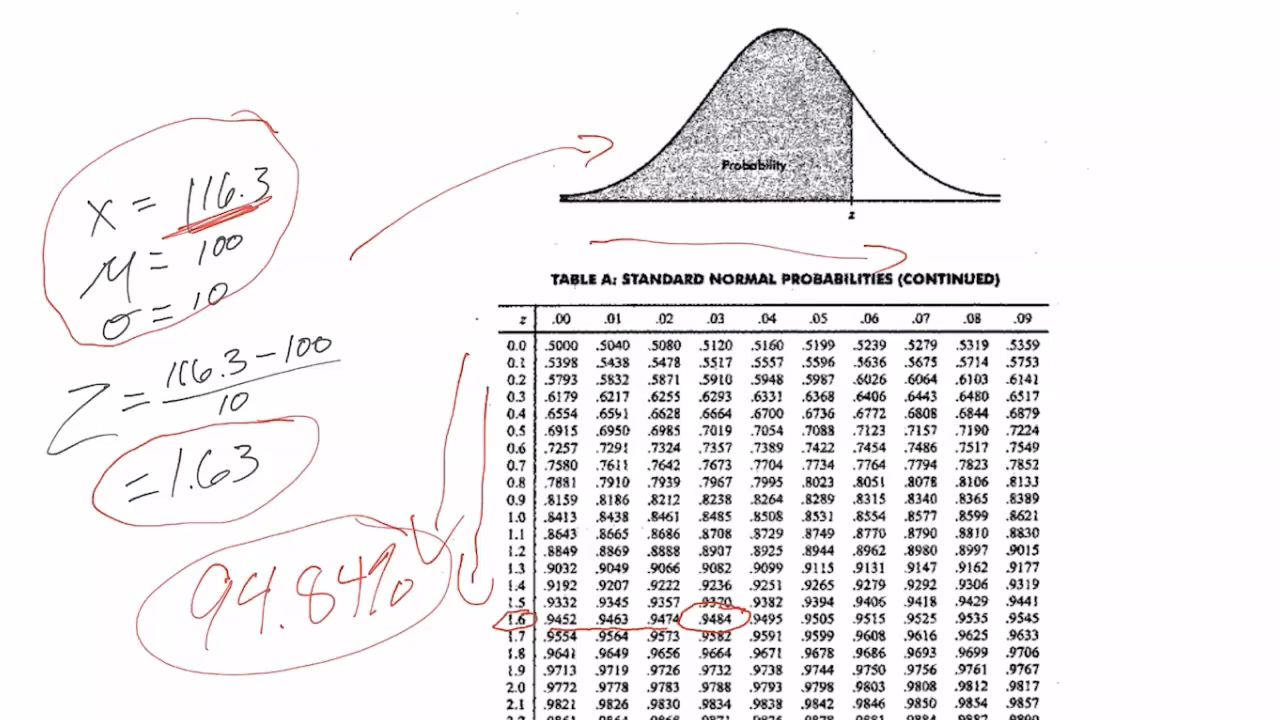 x = 116.3
μ = 100
σ = 10
Z = 116.3 - 100
10
= 1.63
94.84%
Probability
z
TABLE A: STANDARD NORMAL PROBABILITIES (CONTINUED)
z .00 .01 .02 .03 .04 .05 .06 .07 .08 .09
0.0 .5000 .5040 .5080 .5120 .5160 .5199 .5239 .5279 .5319 .5359
0.1 .5398 .5438 .5478 .5517 .5557 .5596 .5636 .5675 .5714 .5753
0.2 .5793 .5832 .5871 .5910 .5948 .5987 .6026 .6064 .6103 .6141
0.3 .6179 .6217 .6255 .6293 .6331 .6368 .6406 .6443 .6480 .6517
0.4 .6554 .6591 .6628 .6664 .6700 .6736 .6772 .6808 .6844 .6879
0.5 .6915 .6950 .6985 .7019 .7054 .7088 .7123 .7157 .7190 .7224
0.6 .7257 .7291 .7324 .7357 .7389 .7422 .7454 .7486 .7517 .7549
0.7 .7580 .7611 .7642 .7673 .7704 .7734 .7764 .7794 .7823 .7852
0.8 .7881 .7910 .7939 .7967 .7995 .8023 .8051 .8078 .8106 .8133
0.9 .8159 .8186 .8212 .8238 .8264 .8289 .8315 .8340 .8365 .8389
1.0 .8413 .8438 .8461 .8485 .8508 .8531 .8554 .8577 .8599 .8621
1.1 .8643 .8665 .8686 .8708 .8729 .8749 .8770 .8790 .8810 .8830
1.2 .8849 .8869 .8888 .8907 .8925 .8944 .8962 .8980 .8997 .9015
1.3 .9032 .9049 .9066 .9082 .9099 .9115 .9131 .9147 .9162 .9177
1.4 .9192 .9207 .9222 .9236 .9251 .9265 .9279 .9292 .9306 .9319
1.5 .9332 .9345 .9357 .9370 .9382 .9394 .9406 .9418 .9429 .9441
1.6 .9452 .9463 .9474 .9484 .9495 .9505 .9515 .9525 .9535 .9545
1.7 .9554 .9564 .9573 .9582 .9591 .9599 .9608 .9616 .9625 .9633
1.8 .9641 .9649 .9656 .9664 .9671 .9678 .9686 .9693 .9699 .9706
1.9 .9713 .9719 .9726 .9732 .9738 .9744 .9750 .9756 .9761 .9767
2.0 .9772 .9778 .9783 .9788 .9793 .9798 .9803 .9808 .9812 .9817
2.1 .9821 .9826 .9830 .9834 .9838 .9842 .9846 .9850 .9854 .9857